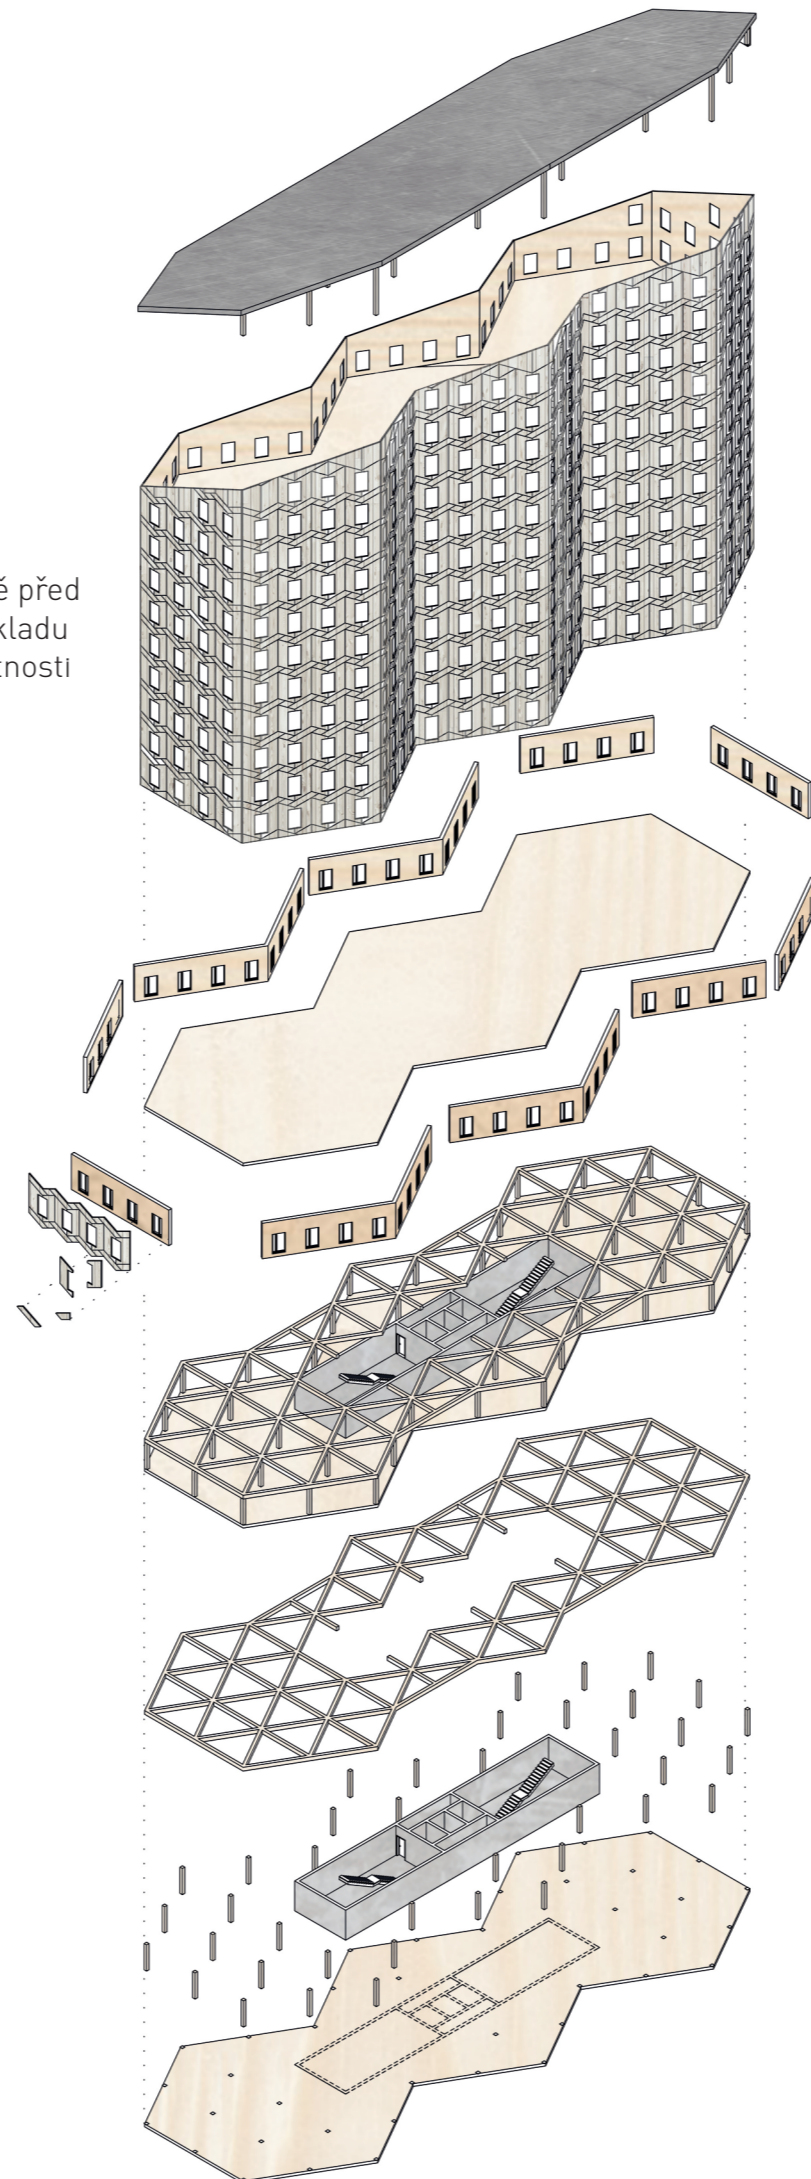 ě před
kladu
tnosti